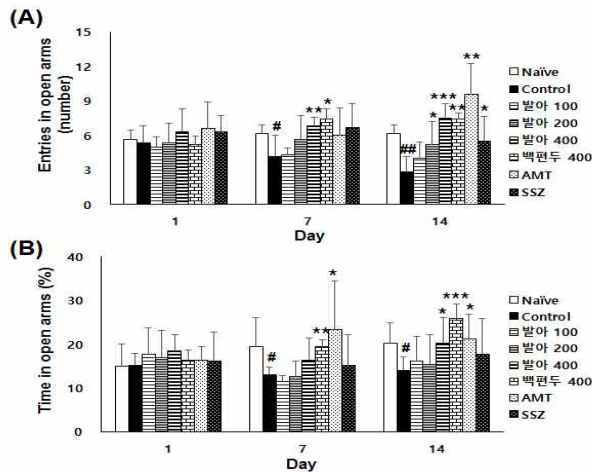 (A)
Entries in open arms
(number)
15
12
9
6
3
0
#
**
*
##
*
***
**
**
*
1
7
14
Day
Naïve
Control
발아 100
발아 200
발아 400
백편두 400
AMT
SSZ
(B)
Time in open arms (%)
40
30
20
10
0
#
**
*
#
*
***
*
1
7
14
Day
Naïve
Control
발아 100
발아 200
발아 400
백편두 400
AMT
SSZ